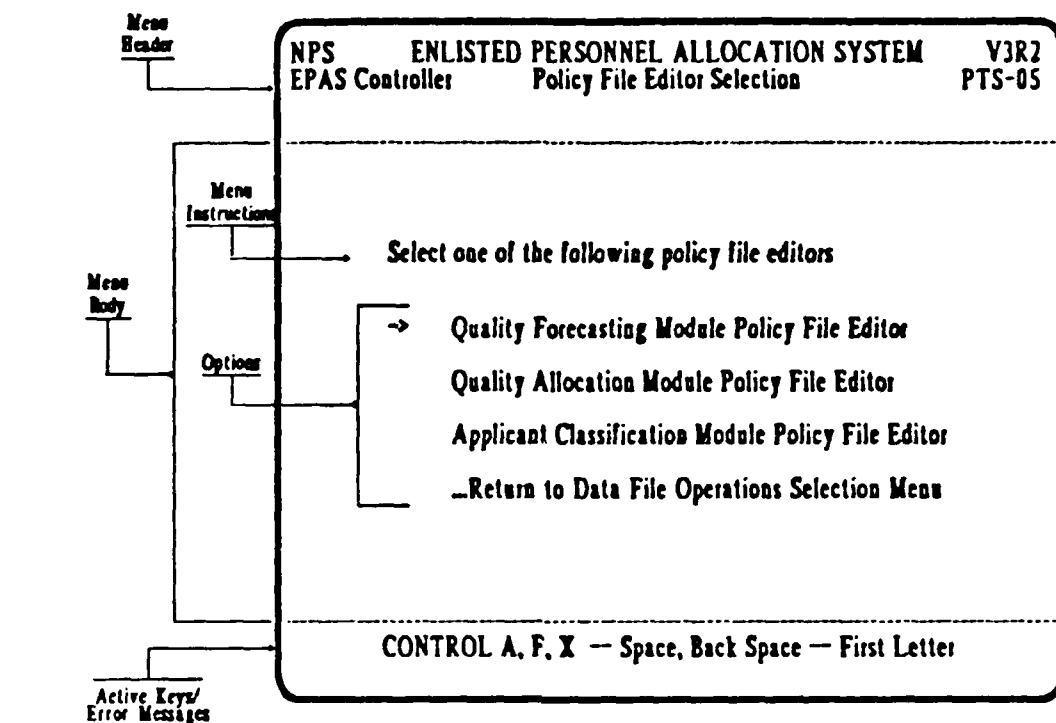 Menu
Header
NPS ENLISTED PERSONNEL ALLOCATION SYSTEM V3R2
EPAS Controller Policy File Editor Selection PTS-05
Menu
Instructions
Select one of the following policy file editors
Menu
Body
Options
-> Quality Forecasting Module Policy File Editor
Quality Allocation Module Policy File Editor
Applicant Classification Module Policy File Editor
...Return to Data File Operations Selection Menu
CONTROL A, F, X — Space, Back Space — First Letter
Active Keys/
Error Messages